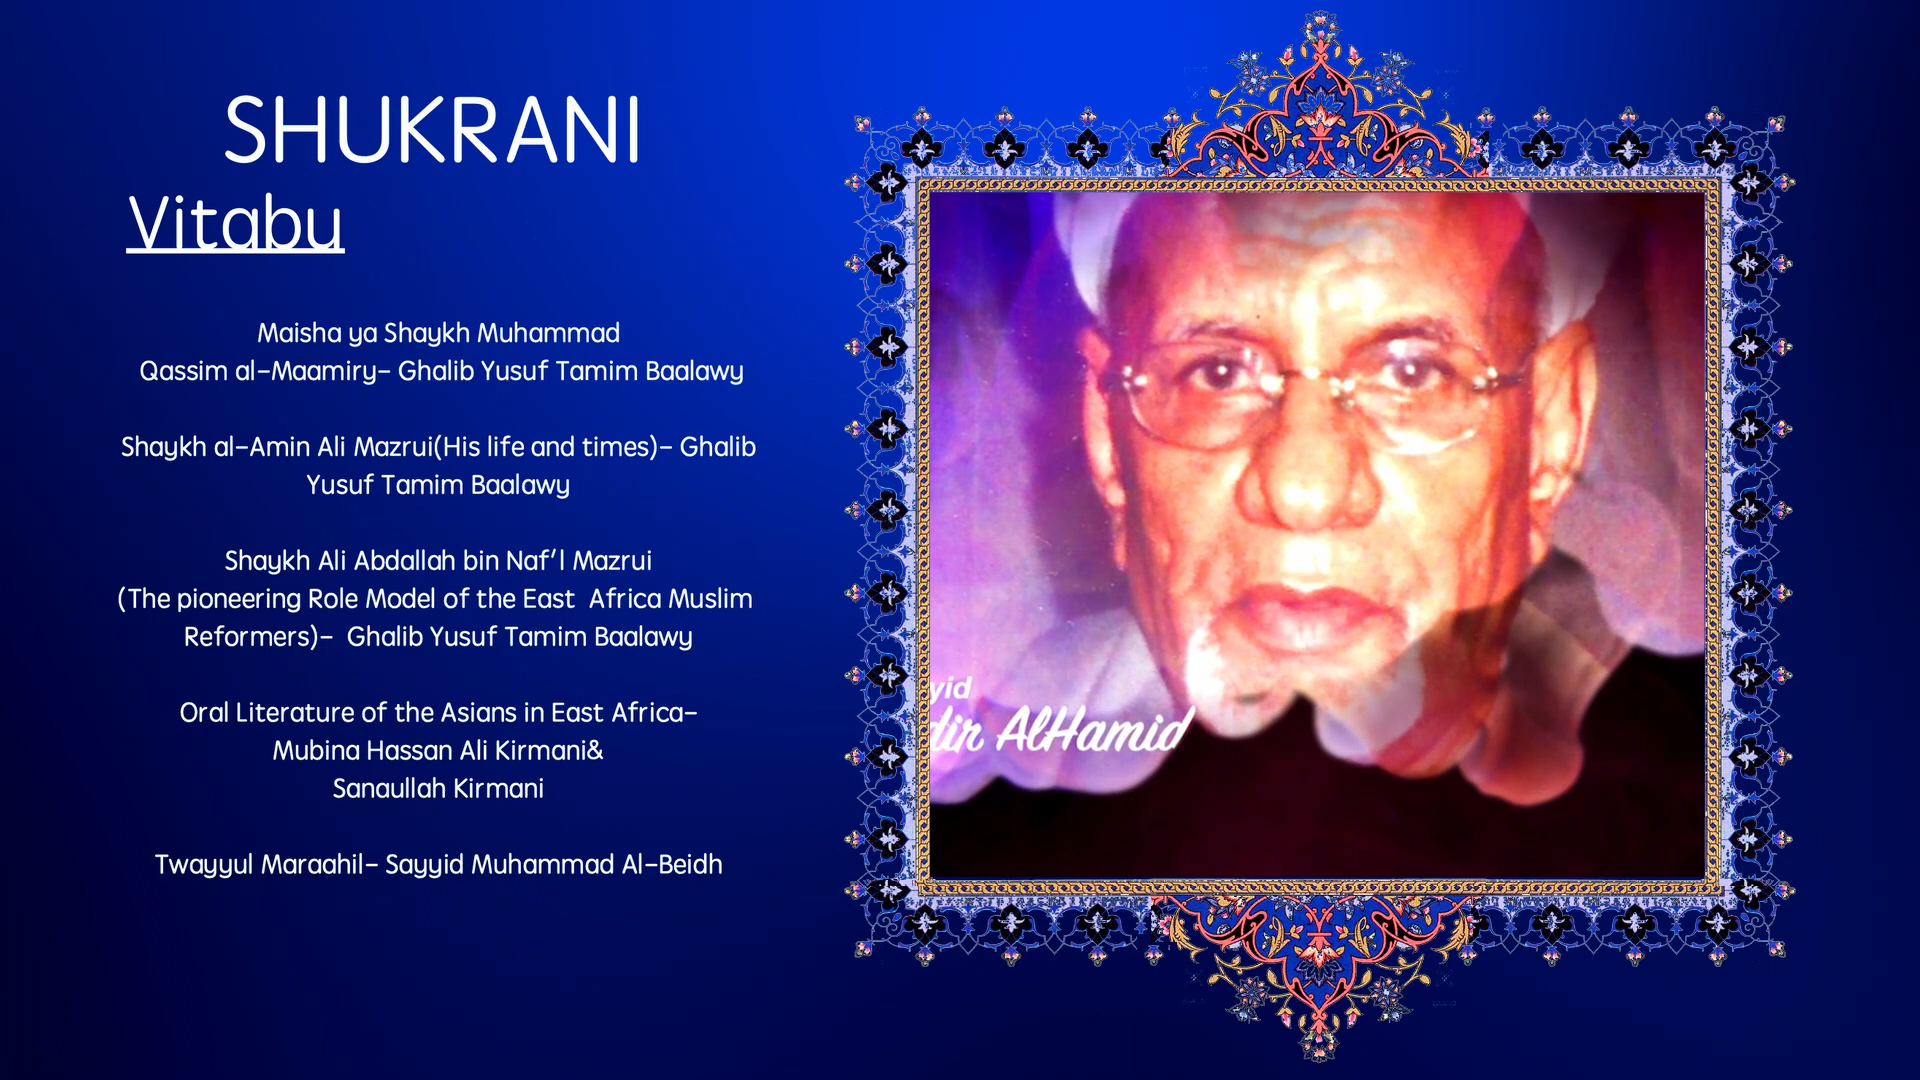 SHUKRANI
Vitabu
Maisha ya Shaykh Muhammad
Qassim al-Maamiry- Ghalib Yusuf Tamim Baalawy
Shaykh al-Amin Ali Mazrui(His life and times)- Ghalib
Yusuf Tamim Baalawy
Shaykh Ali Abdallah bin Naf'l Mazrui
(The pioneering Role Model of the East Africa Muslim
Reformers)- Ghalib Yusuf Tamim Baalawy
Oral Literature of the Asians in East Africa-
Mubina Hassan Ali Kirmani&
Sanaullah Kirmani
Twayyul Maraahil- Sayyid Muhammad Al-Beidh
AlHamid